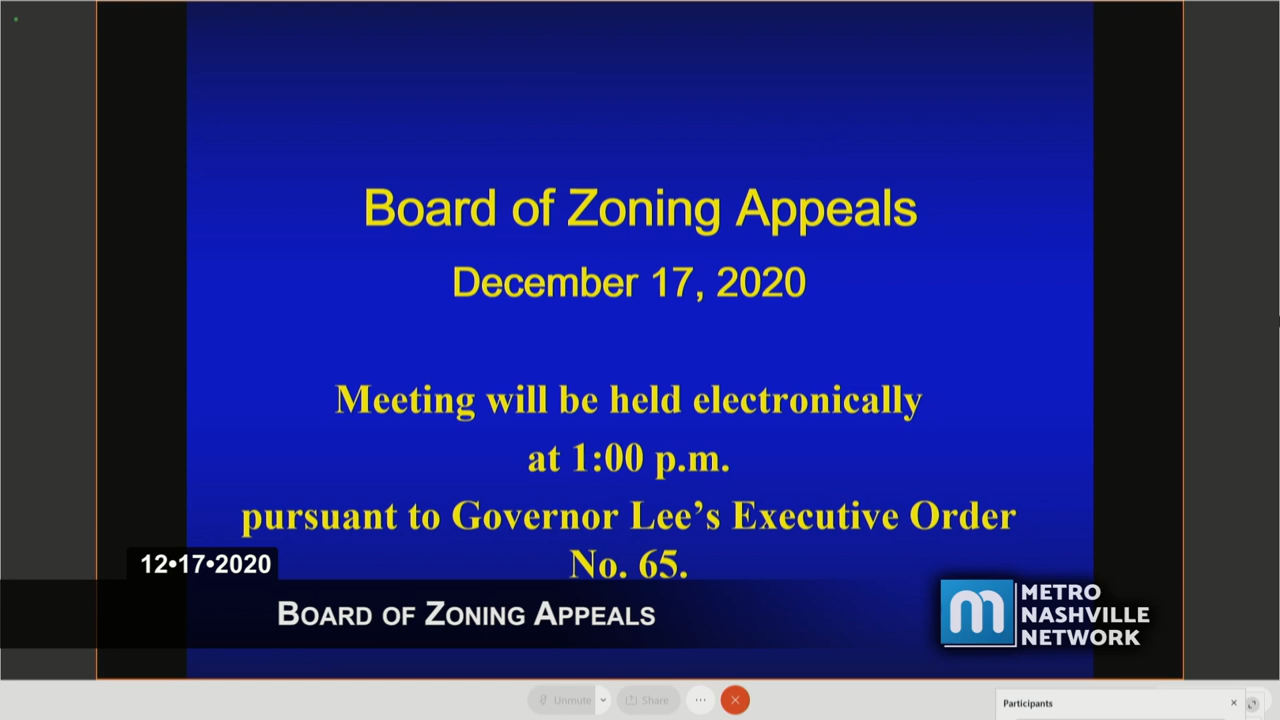 Board of Zoning Appeals
December 17, 2020
Meeting will be held electronically
at 1:00 p.m.
pursuant to Governor Lee’s Executive Order
No. 65.
12•17•2020
BOARD OF ZONING APPEALS
METRO
NASHVILLE
NETWORK
Unmute
Share
Participants